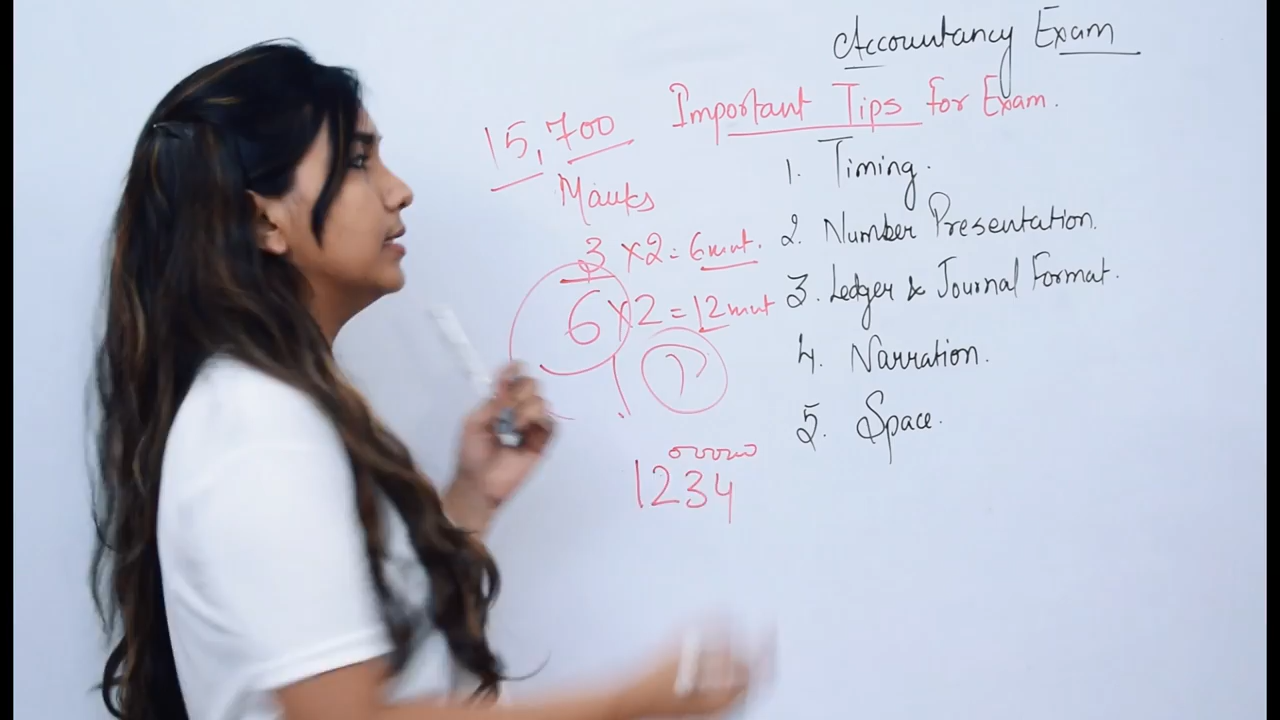 Accountancy Exam
Important Tips for Exam.
15,700
Marks
3 x 2 = 6 mnt.
6 x 2 = 12 mnt
1234
1. Timing.
2. Number Presentation.
3. Ledger & Journal Format.
4. Narration.
5. Space.